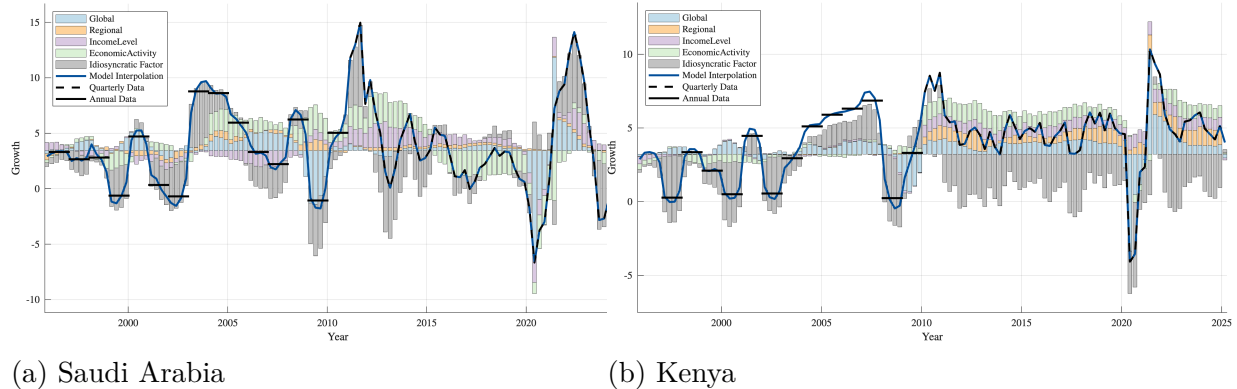 Global
Regional
IncomeLevel
EconomicActivity
Idiosyncratic Factor
Model Interpolation
Quarterly Data
Annual Data
15
10
5
0
-5
-10
Growth
2000
2005
2010
2015
2020
Year
(a) Saudi Arabia
Global
Regional
IncomeLevel
EconomicActivity
Idiosyncratic Factor
Model Interpolation
Quarterly Data
Annual Data
10
5
0
-5
Growth
2000
2005
2010
2015
2020
2025
Year
(b) Kenya